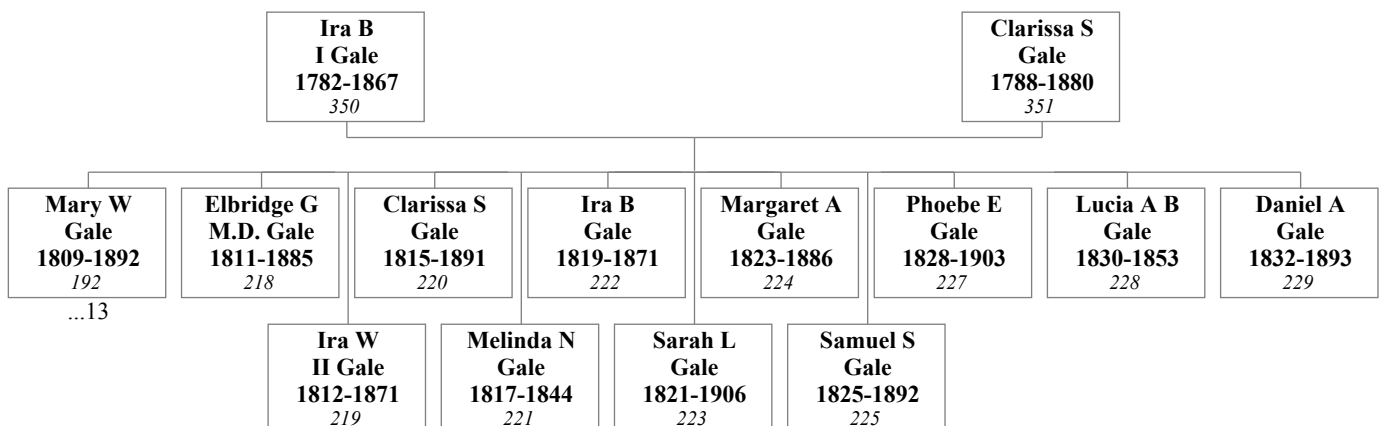 Ira B
I Gale
1782-1867
350
Clarissa S
Gale
1788-1880
351
Mary W
Gale
1809-1892
192
...13
Elbridge G
M.D. Gale
1811-1885
218
Clarissa S
Gale
1815-1891
220
Ira B
Gale
1819-1871
222
Margaret A
Gale
1823-1886
224
Phoebe E
Gale
1828-1903
227
Lucia A B
Gale
1830-1853
228
Daniel A
Gale
1832-1893
229
Ira W
II Gale
1812-1871
219
Melinda N
Gale
1817-1844
221
Sarah L
Gale
1821-1906
223
Samuel S
Gale
1825-1892
225